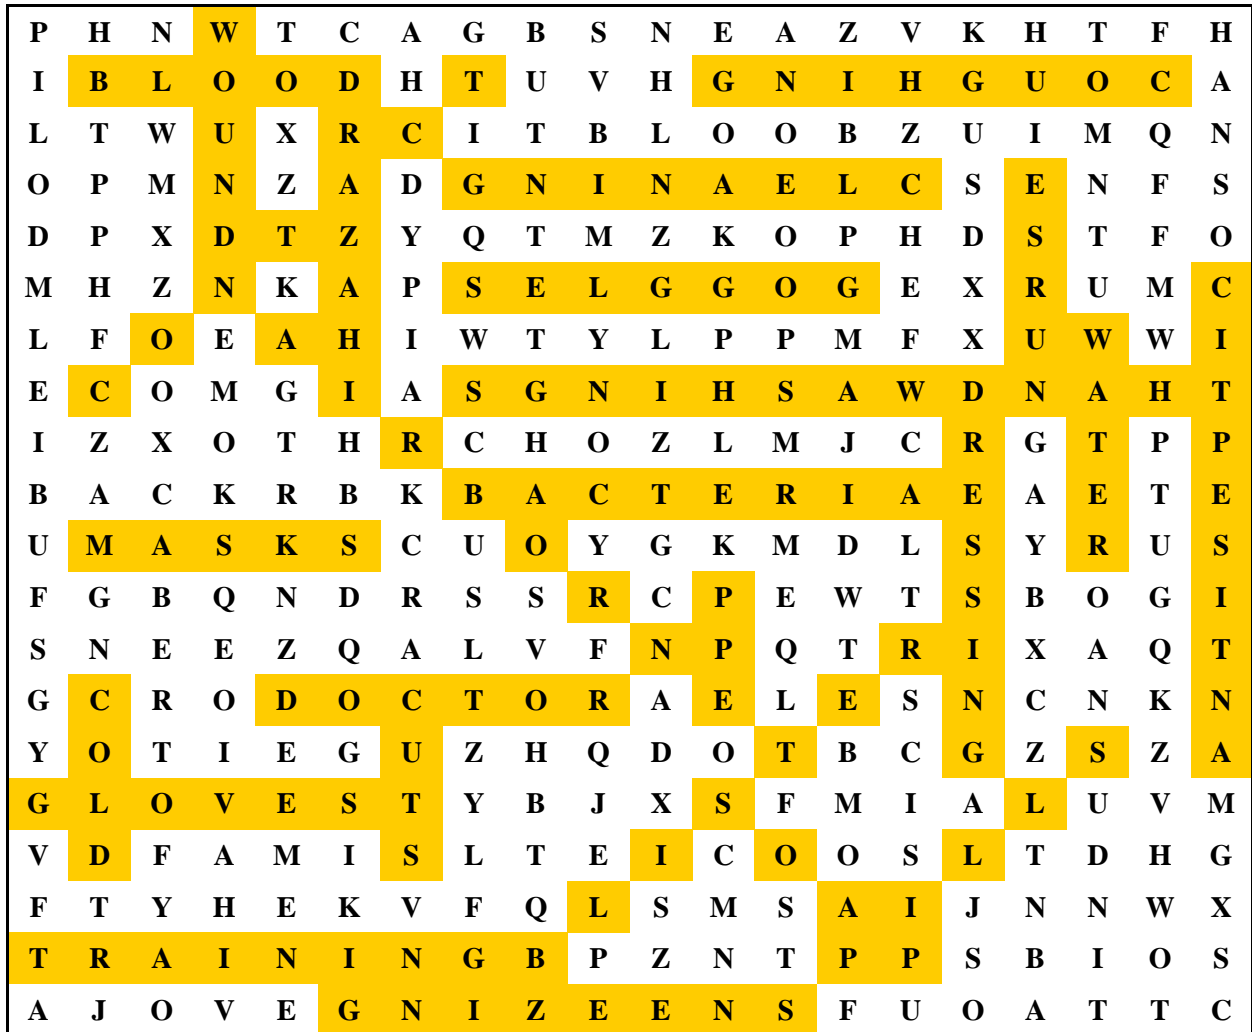 P H N W T C A G B S N E A Z V K H T F H
I B L O O D H T U V H G N I H G U O C A
L T W U X R C I T B L O O B Z U I M Q N
O P M N Z A D G N I N A E L C S E N F S
D P X D T Z Y Q T M Z K O P H D S T F O
M H Z N K A P S E L G G O G E X R U M C
L F O E A H I W T Y L P P M F X U W W I
E C O M G I A S G N I H S A W D N A H T
I Z X O T H R C H O Z L M J C R G T P P
B A C K R B K B A C T E R I A E A E T E
U M A S K S C U O Y G K M D L S Y R U S
F G B Q N D R S S R C P E W T S B O G I
S N E E Z Q A L V F N P Q T R I X A Q T
G C R O D O C T O R A E L E S N C N K N
Y O T I E G U Z H Q D O T B C G Z S Z A
G L O V E S T Y B J X S F M I A L U V M
V D F A M I S L T E I C O O S L T D H G
F T Y H E K V F Q L S M S A I J N N W X
T R A I N I N G B P Z N T P P S B I O S
A J O V E G N I Z E E N S F U O A T T C